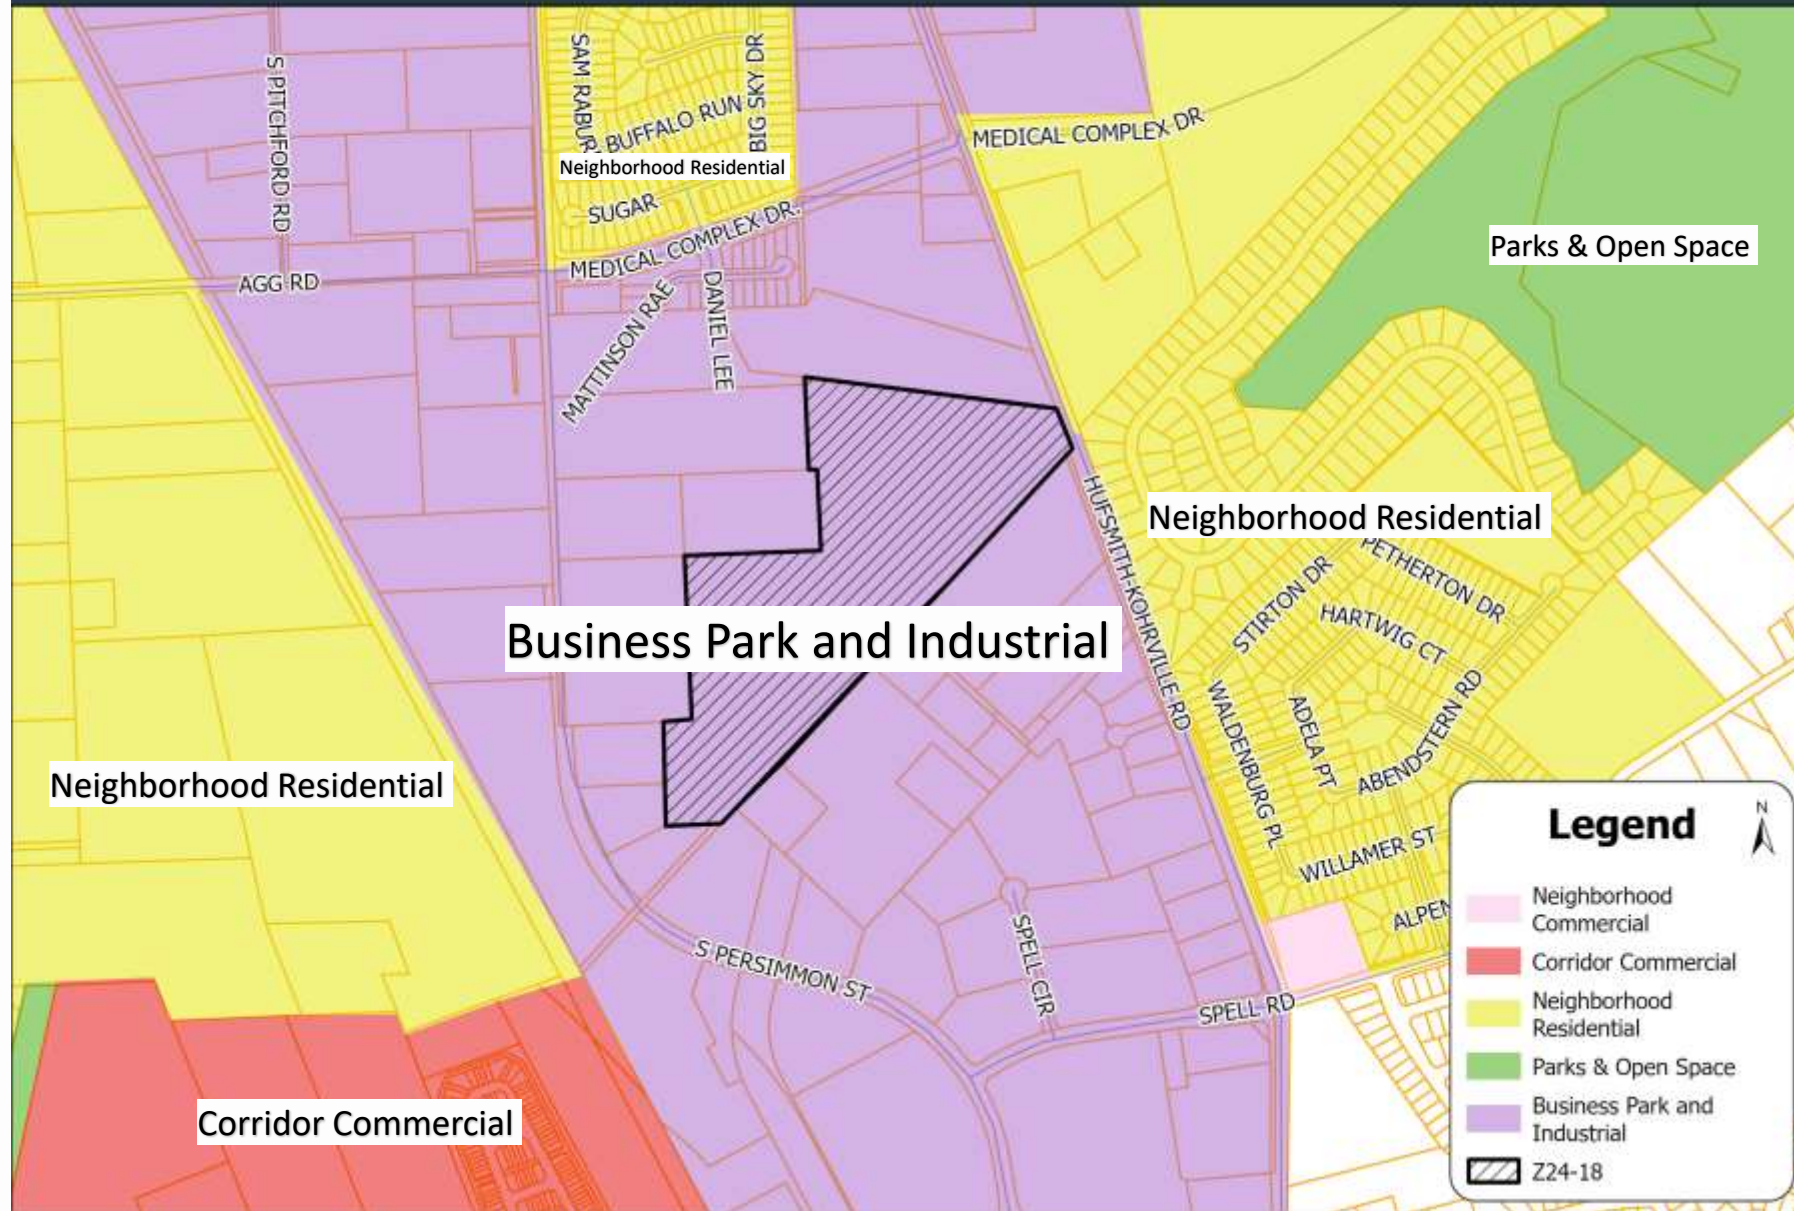 S PITCHFORD RD
SAM RABUR
BIG SKY DR
BUFFALO RUN
Neighborhood Residential
SUGAR
MEDICAL COMPLEX DR
MEDICAL COMPLEX DR.
AGG RD
MATTINSON RAE
DANIEL LEE
Parks & Open Space
HUFSMITH-KOHRVILLE RD
Neighborhood Residential
PETHERTON DR
STIRTON DR
HARTWIG CT
Business Park and Industrial
WALDENBURG PL
ADELA PT
ABENDSTERN RD
Neighborhood Residential
WILLAMER ST
ALPEN
S PERSIMMON ST
SPELL CIR
SPELL RD
Corridor Commercial
Legend
N
Neighborhood
Commercial
Corridor Commercial
Neighborhood
Residential
Parks & Open Space
Business Park and
Industrial
Z24-18